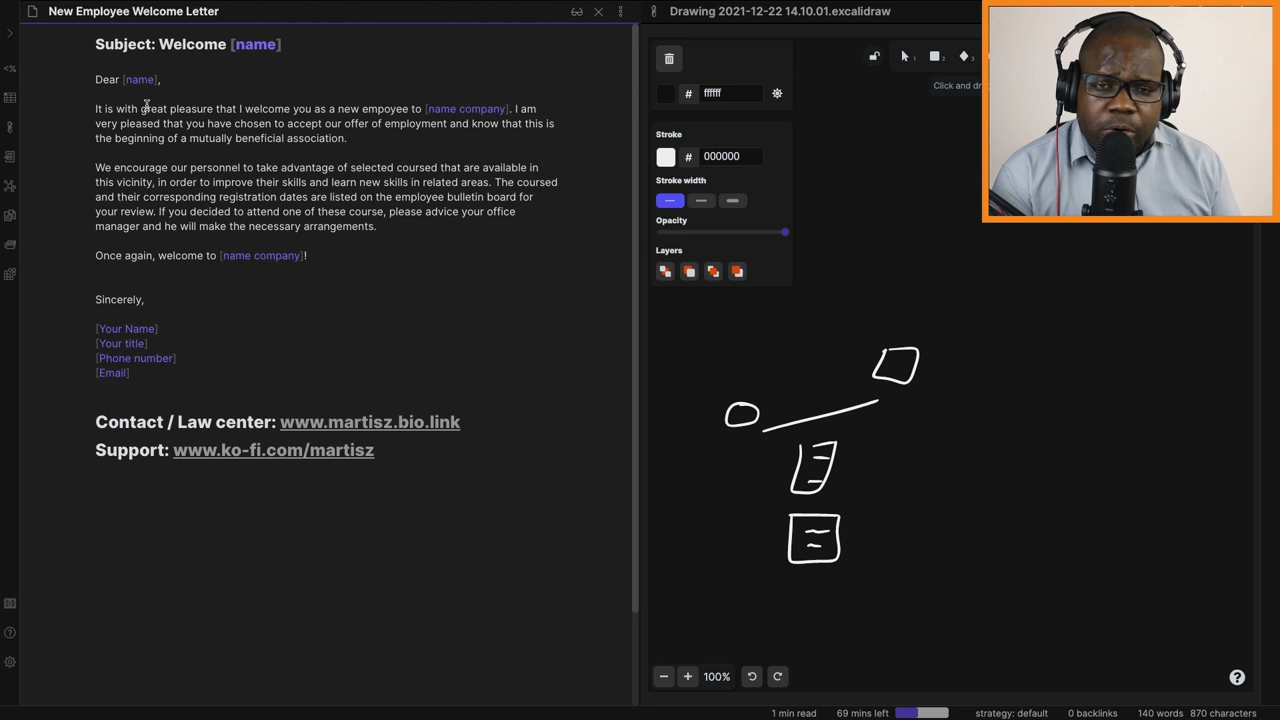 New Employee Welcome Letter
Subject: Welcome [name]
Dear [name],
It is with great pleasure that I welcome you as a new empoyee to [name company]. I am
very pleased that you have chosen to accept our offer of employment and know that this is
the beginning of a mutually beneficial association.
We encourage our personnel to take advantage of selected coursed that are available in
this vicinity, in order to improve their skills and learn new skills in related areas. The coursed
and their corresponding registration dates are listed on the employee bulletin board for
your review. If you decided to attend one of these course, please advice your office
manager and he will make the necessary arrangements.
Once again, welcome to [name company]!
Sincerely,
[Your Name]
[Your title]
[Phone number]
[Email]
Contact / Law center: www.martisz.bio.link
Support: www.ko-fi.com/martisz
Drawing 2021-12-22 14.10.01.excalidraw
1
2
3
Click and dr
# ffffff
Stroke
# 000000
Stroke width
Opacity
Layers
100%
1 min read
69 mins left
strategy: default
0 backlinks
140 words
870 characters